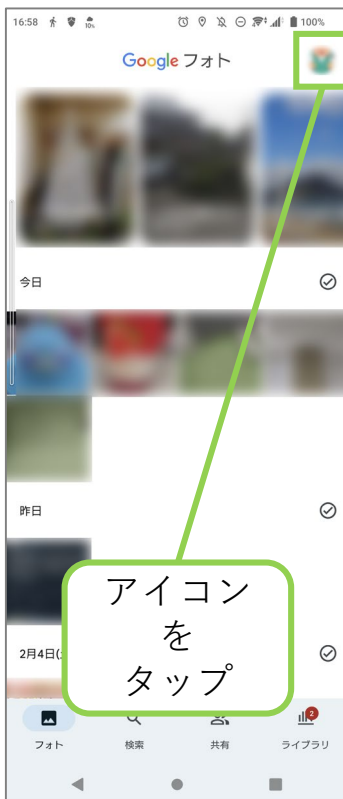 16:58
10%
100%
Google フォト
今日
昨日
2月4日(
アイコン
を
タップ
2
フォト
検索
共有
ライブラリ